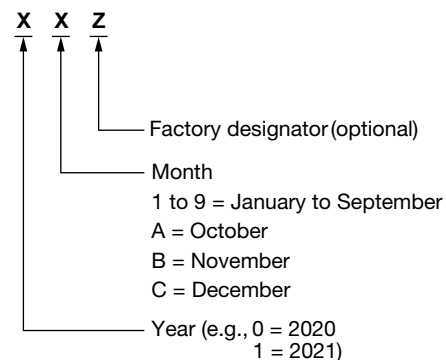 X X Z
Factory designator (optional)
Month
1 to 9 = January to September
A = October
B = November
C = December
Year (e.g., 0 = 2020
1 = 2021)